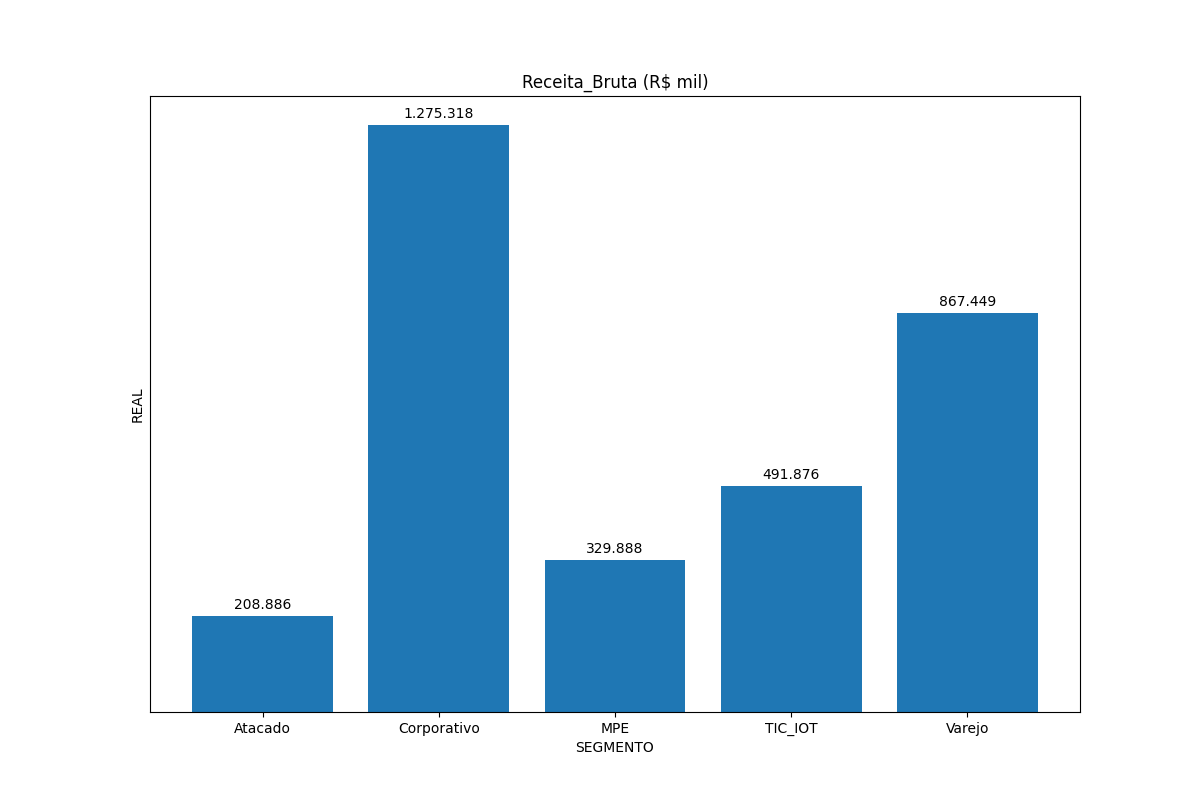 Receita_Bruta (R$ mil)
1.275.318
867.449
491.876
329.888
208.886
REAL
Atacado Corporativo MPE TIC_IOT Varejo
SEGMENTO